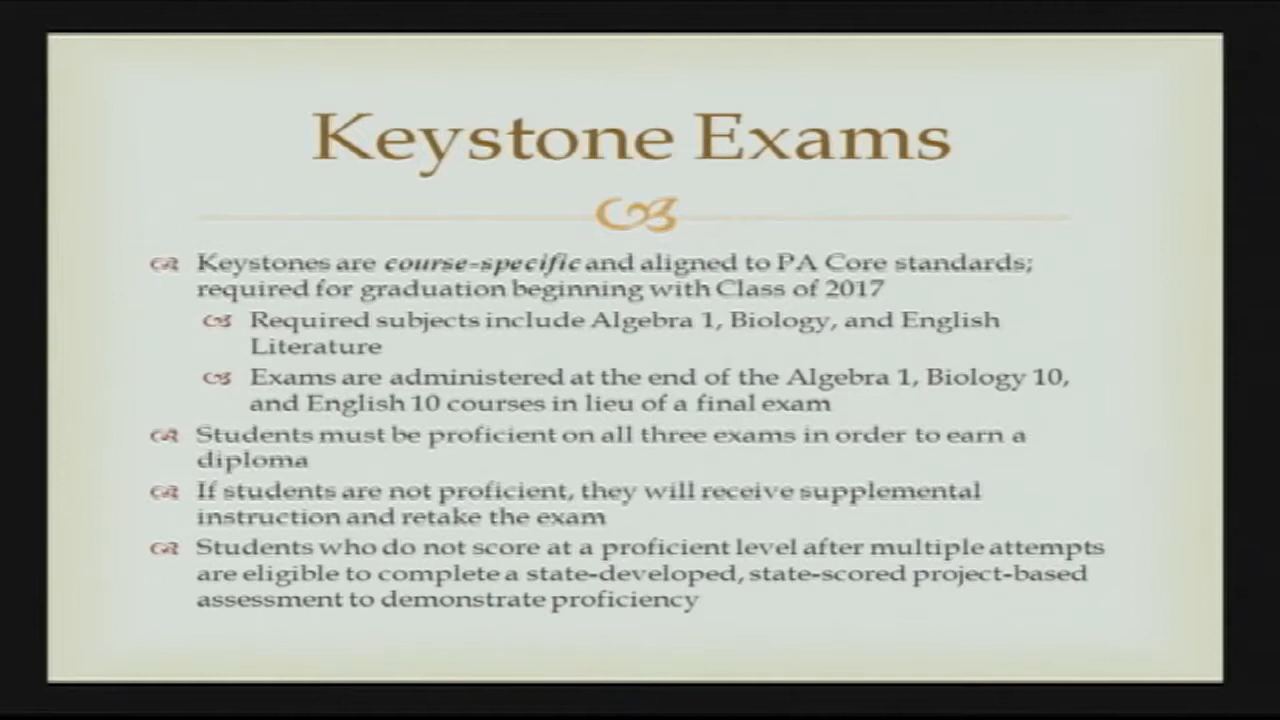 Keystone Exams
Keystones are course-specific and aligned to PA Core standards;
required for graduation beginning with Class of 2017
Required subjects include Algebra 1, Biology, and English
Literature
Exams are administered at the end of the Algebra 1, Biology 10,
and English 10 courses in lieu of a final exam
Students must be proficient on all three exams in order to earn a
diploma
If students are not proficient, they will receive supplemental
instruction and retake the exam
Students who do not score at a proficient level after multiple attempts
are eligible to complete a state-developed, state-scored project-based
assessment to demonstrate proficiency